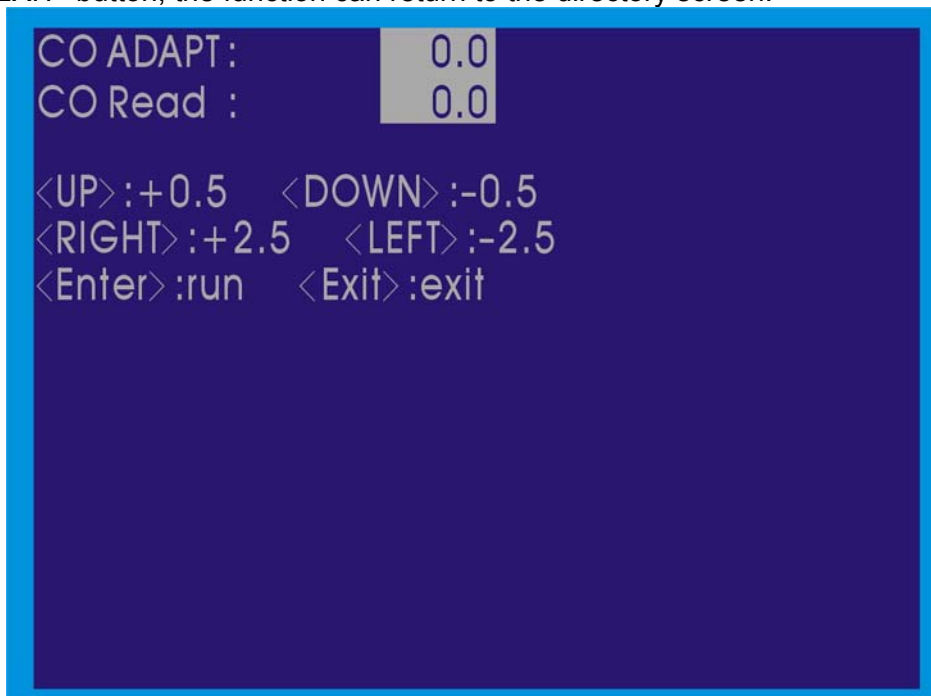 button, the function can return to the directory screen.
CO ADAPT: 0.0
CO Read : 0.0
<UP>:+0.5 <DOWN>:-0.5
<RIGHT>:+2.5 <LEFT>:-2.5
<Enter>:run <Exit>:exit